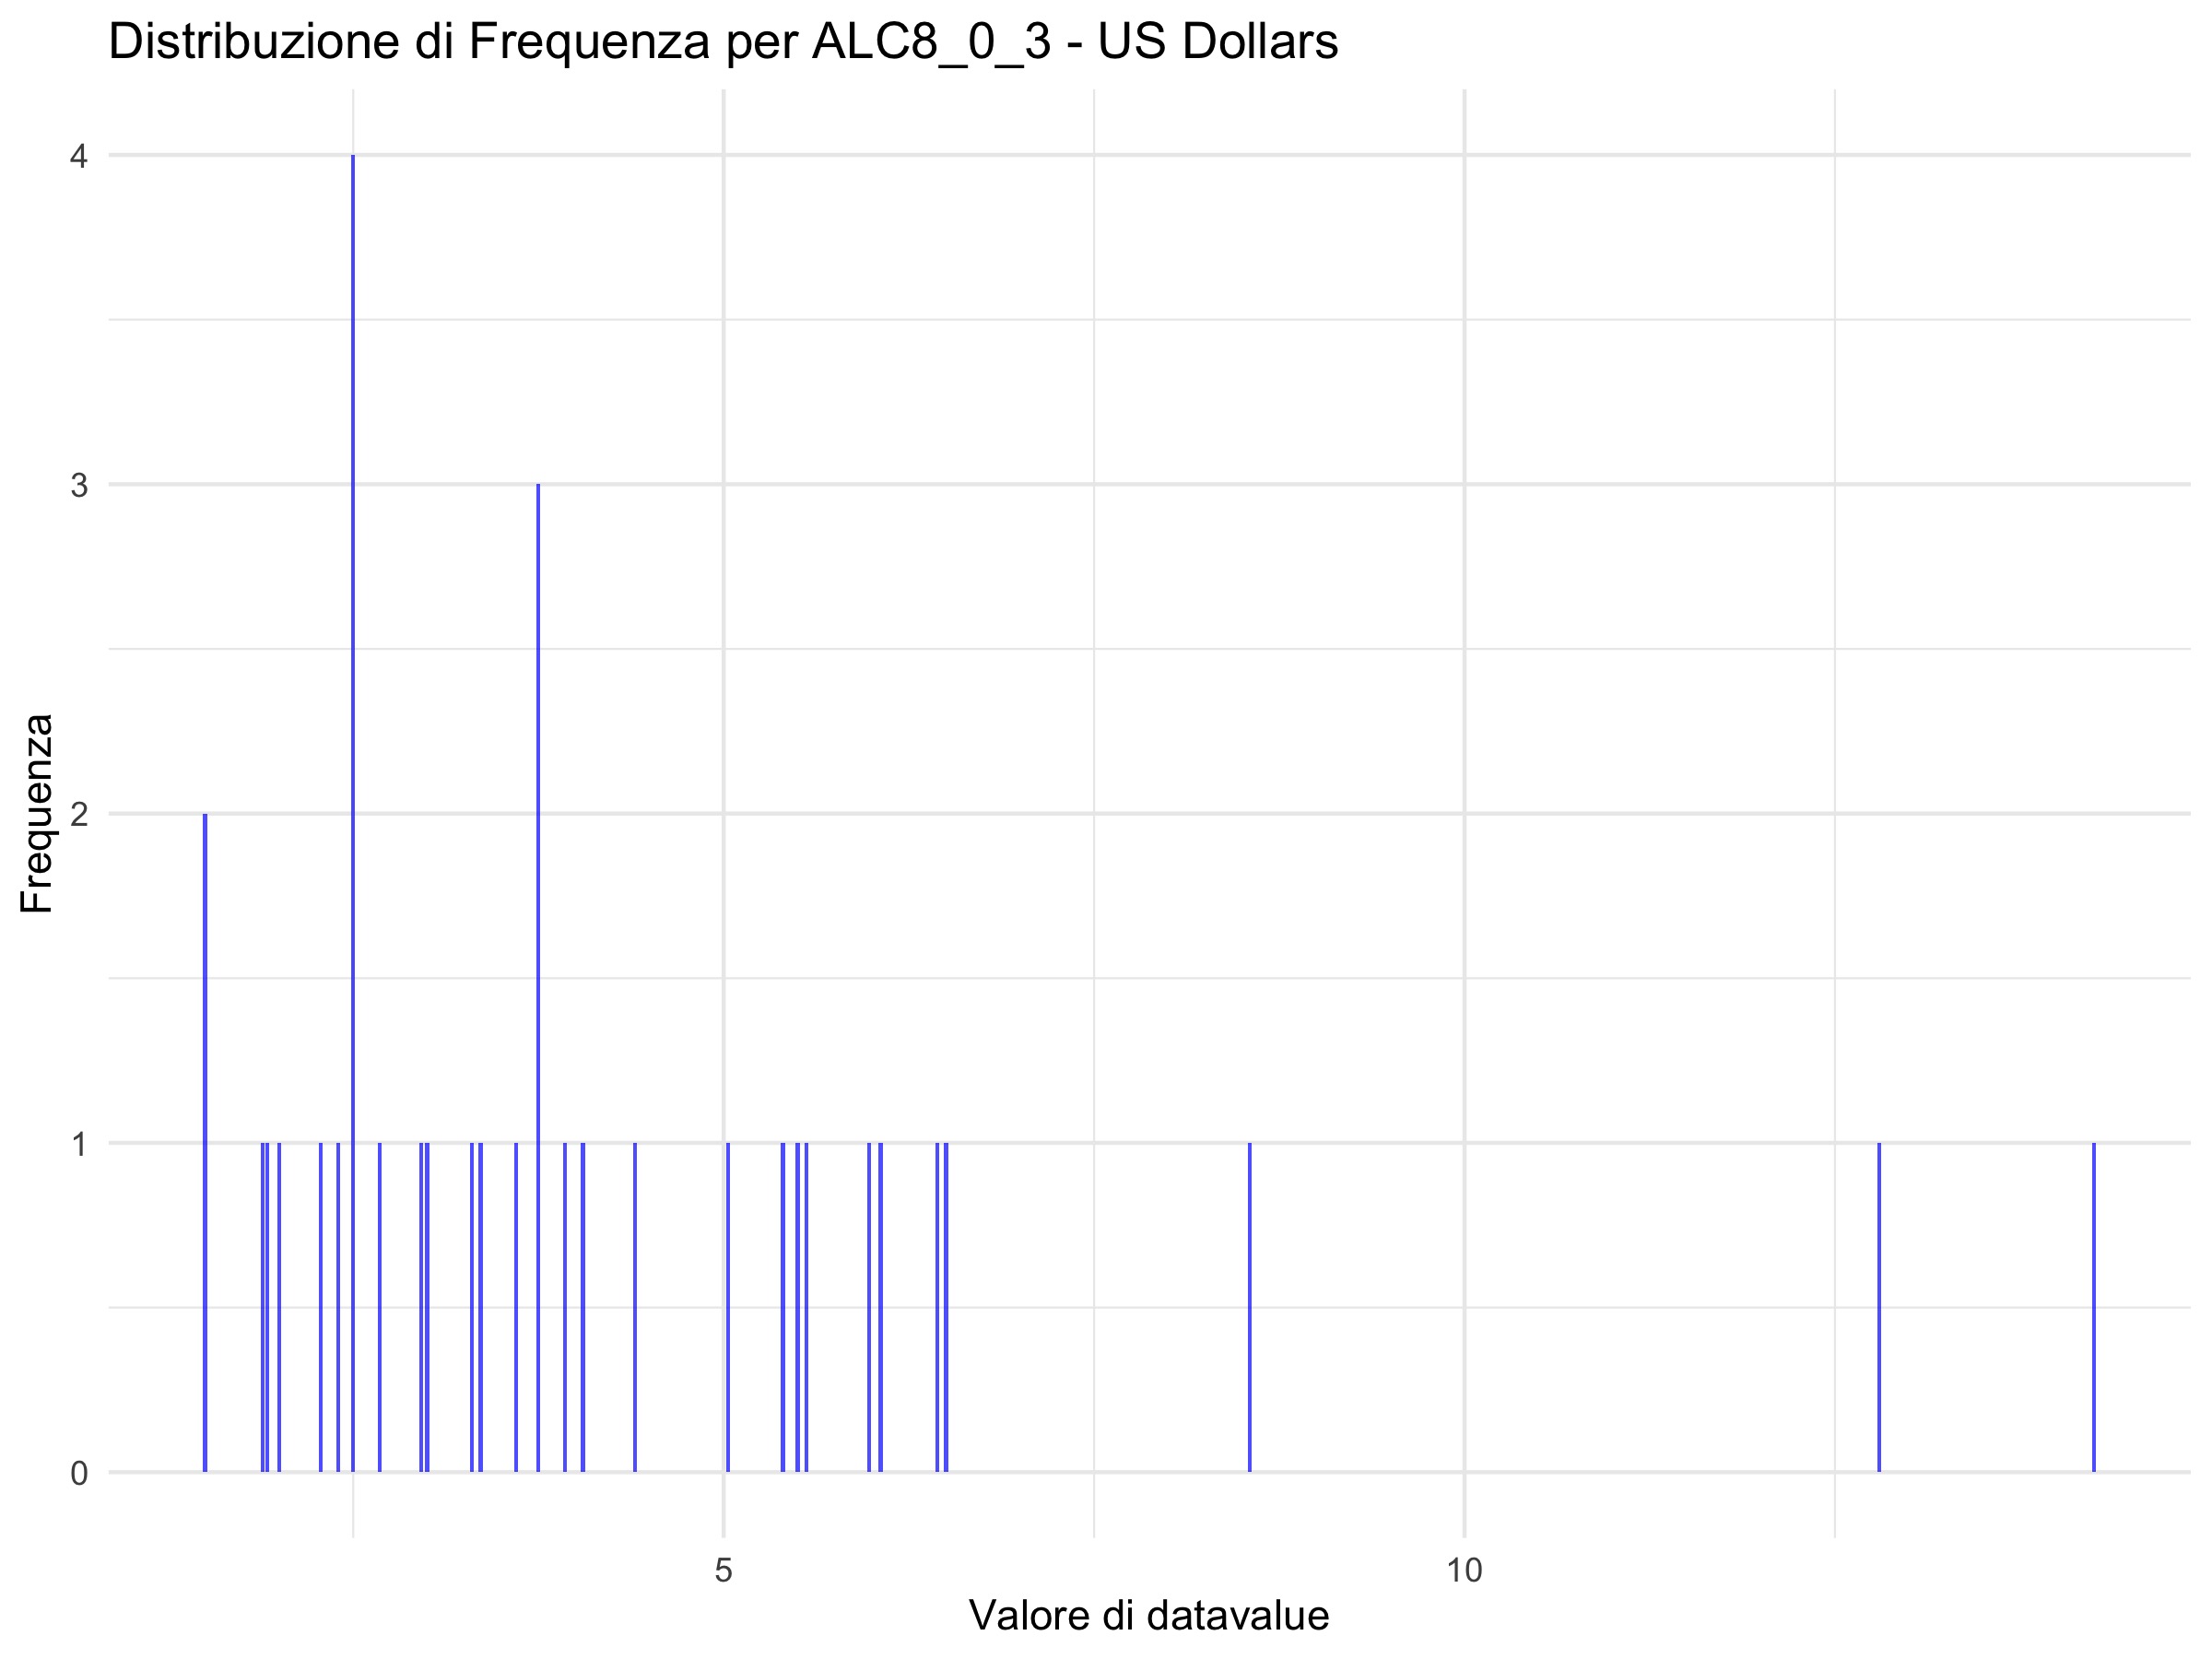 Distribuzione di Frequenza per ALC8_0_3 - US Dollars
4
3
2
1
0
Frequenza
5
10
Valore di datavalue